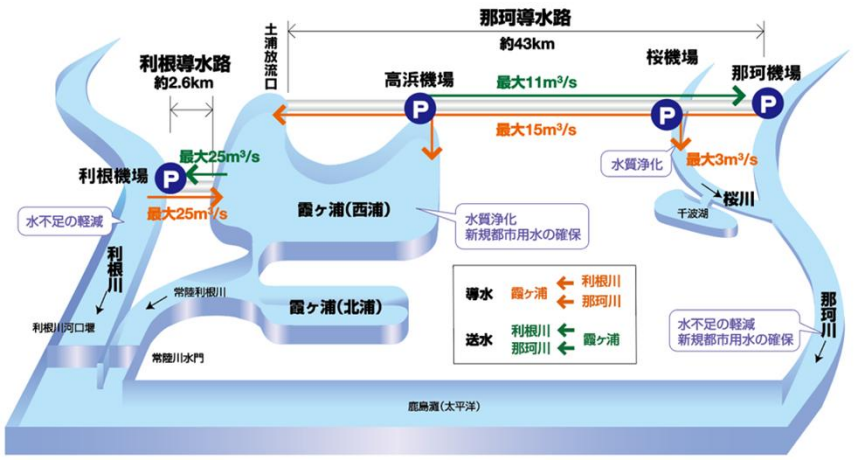 那珂導水路
約43km
土浦放流口
利根導水路
約2.6km
高浜機場
最大11m³/s
桜機場
那珂機場
P
P
P
最大15m³/s
最大25m³/s
利根機場
P
最大25m³/s
水質浄化
最大3m³/s
桜川
千波湖
水不足の軽減
霞ヶ浦(西浦)
水質浄化
新規都市用水の確保
利根川
常陸利根川
霞ヶ浦(北浦)
導水
霞ヶ浦
利根川
那珂川
送水
利根川
那珂川
霞ヶ浦
那珂川
水不足の軽減
新規都市用水の確保
利根川河口堰
常陸川水門
鹿島灘(太平洋)